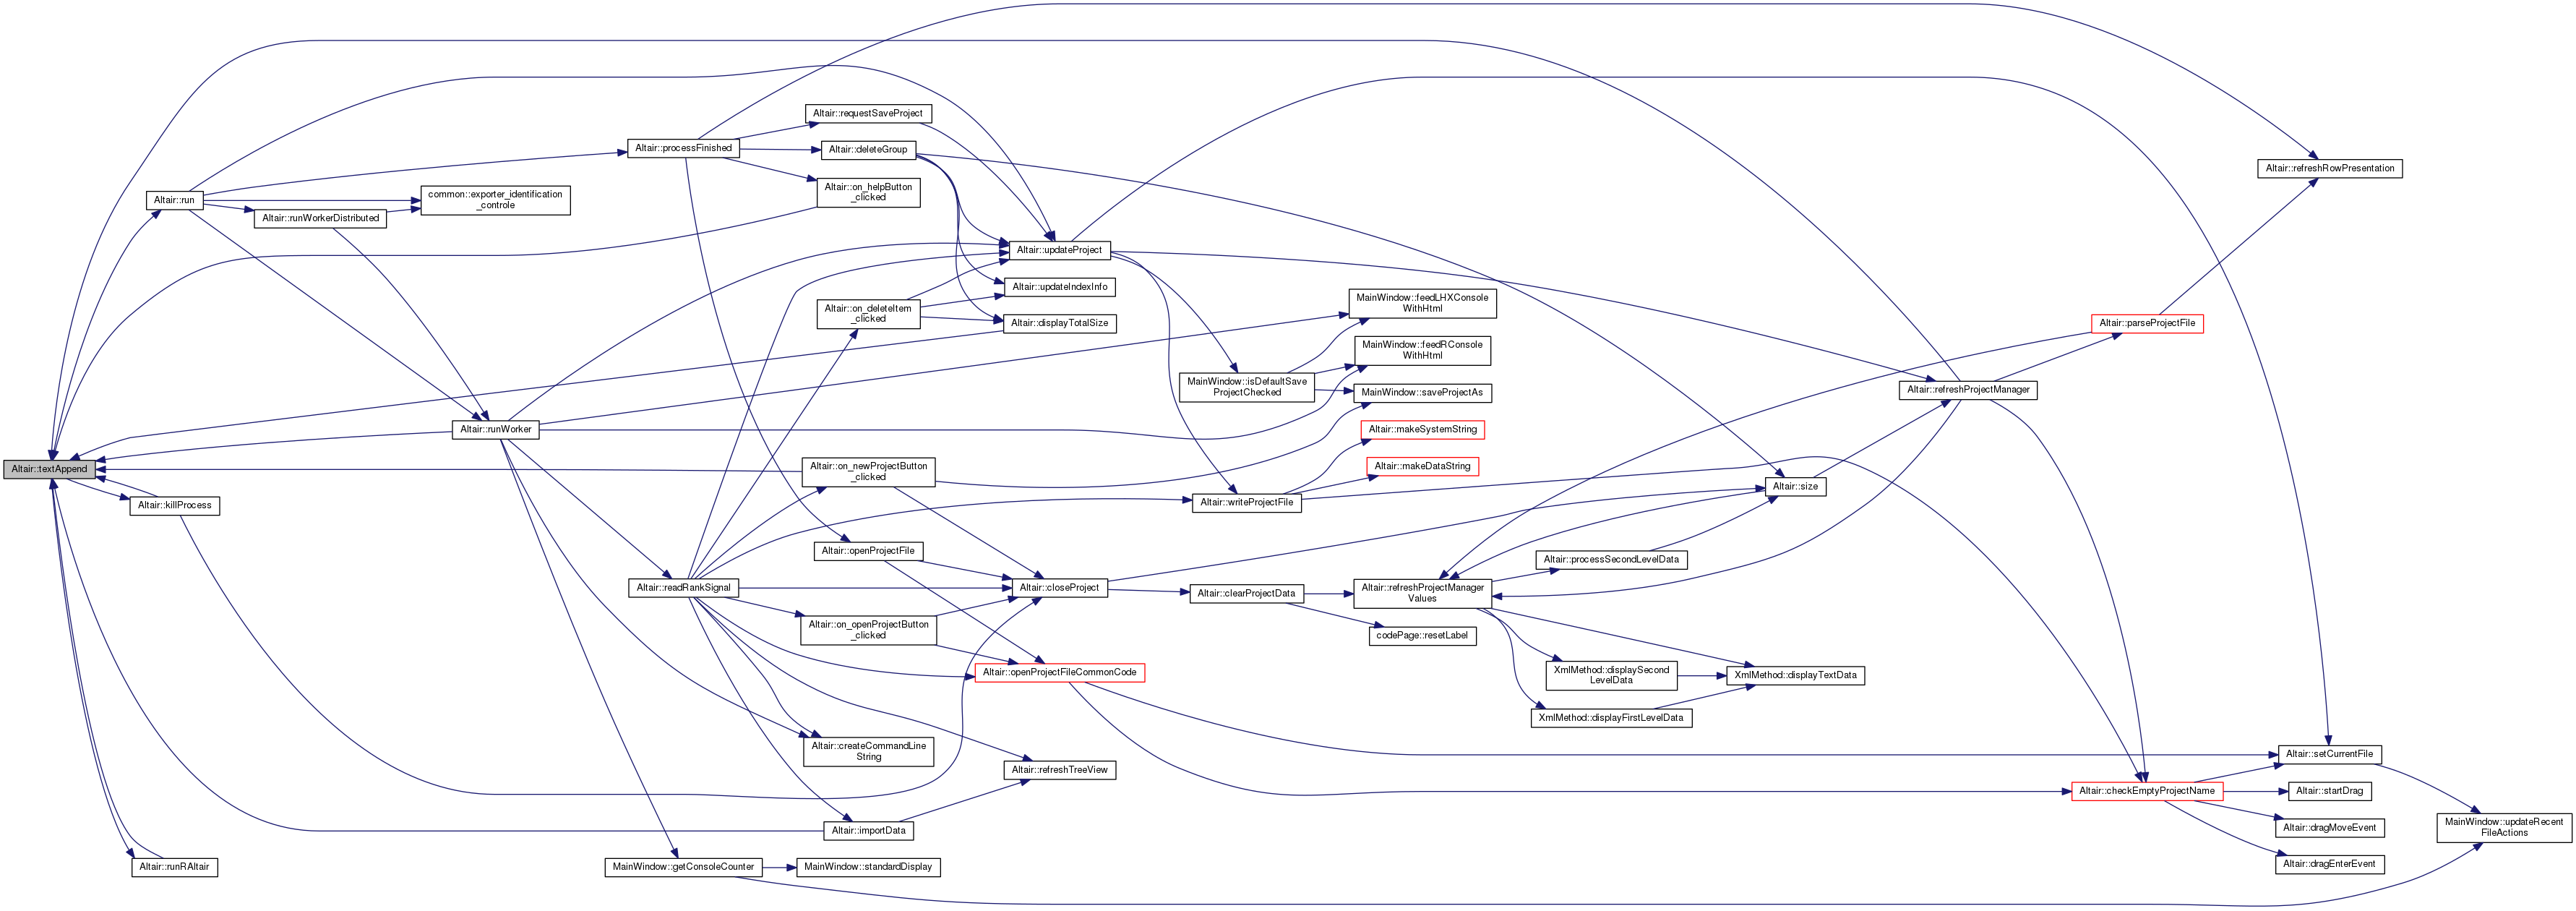 Altair::textAppend
Altair::run
Altair::killProcess
Altair::runRAltair
Altair::runWorkerDistributed
common::exporter_identification
_controle
Altair::runWorker
Altair::processFinished
Altair::readRankSignal
MainWindow::getConsoleCounter
Altair::requestSaveProject
Altair::deleteGroup
Altair::on_helpButton
_clicked
Altair::on_deleteItem
_clicked
Altair::on_newProjectButton
_clicked
Altair::openProjectFile
Altair::on_openProjectButton
_clicked
Altair::createCommandLine
String
Altair::importData
MainWindow::standardDisplay
Altair::updateProject
Altair::updateIndexInfo
Altair::displayTotalSize
Altair::closeProject
Altair::openProjectFileCommonCode
Altair::refreshTreeView
MainWindow::isDefaultSave
ProjectChecked
Altair::writeProjectFile
Altair::clearProjectData
MainWindow::feedLHXConsole
WithHtml
MainWindow::feedRConsole
WithHtml
MainWindow::saveProjectAs
Altair::makeSystemString
Altair::makeDataString
Altair::refreshProjectManager
Values
codePage::resetLabel
Altair::processSecondLevelData
XmlMethod::displaySecond
LevelData
XmlMethod::displayFirstLevelData
Altair::size
XmlMethod::displayTextData
Altair::refreshProjectManager
Altair::parseProjectFile
Altair::checkEmptyProjectName
Altair::refreshRowPresentation
Altair::setCurrentFile
Altair::startDrag
Altair::dragMoveEvent
Altair::dragEnterEvent
MainWindow::updateRecent
FileActions